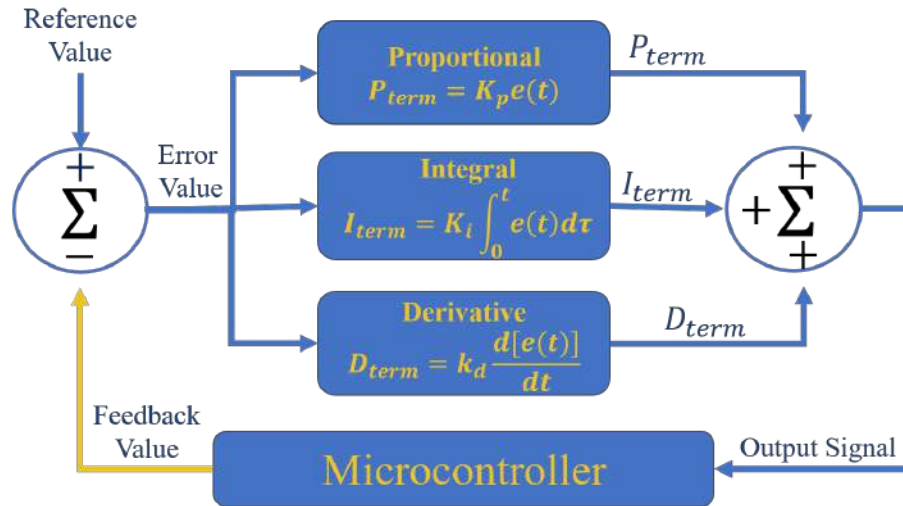 Reference
Value
+
Σ
−
Error
Value
Proportional
P_term = K_p e(t)
Integral
I_term = K_i ∫_0^t e(t)dτ
Derivative
D_term = k_d d[e(t)]/dt
P_term
I_term
D_term
+
+ Σ
+
Feedback
Value
Microcontroller
Output Signal